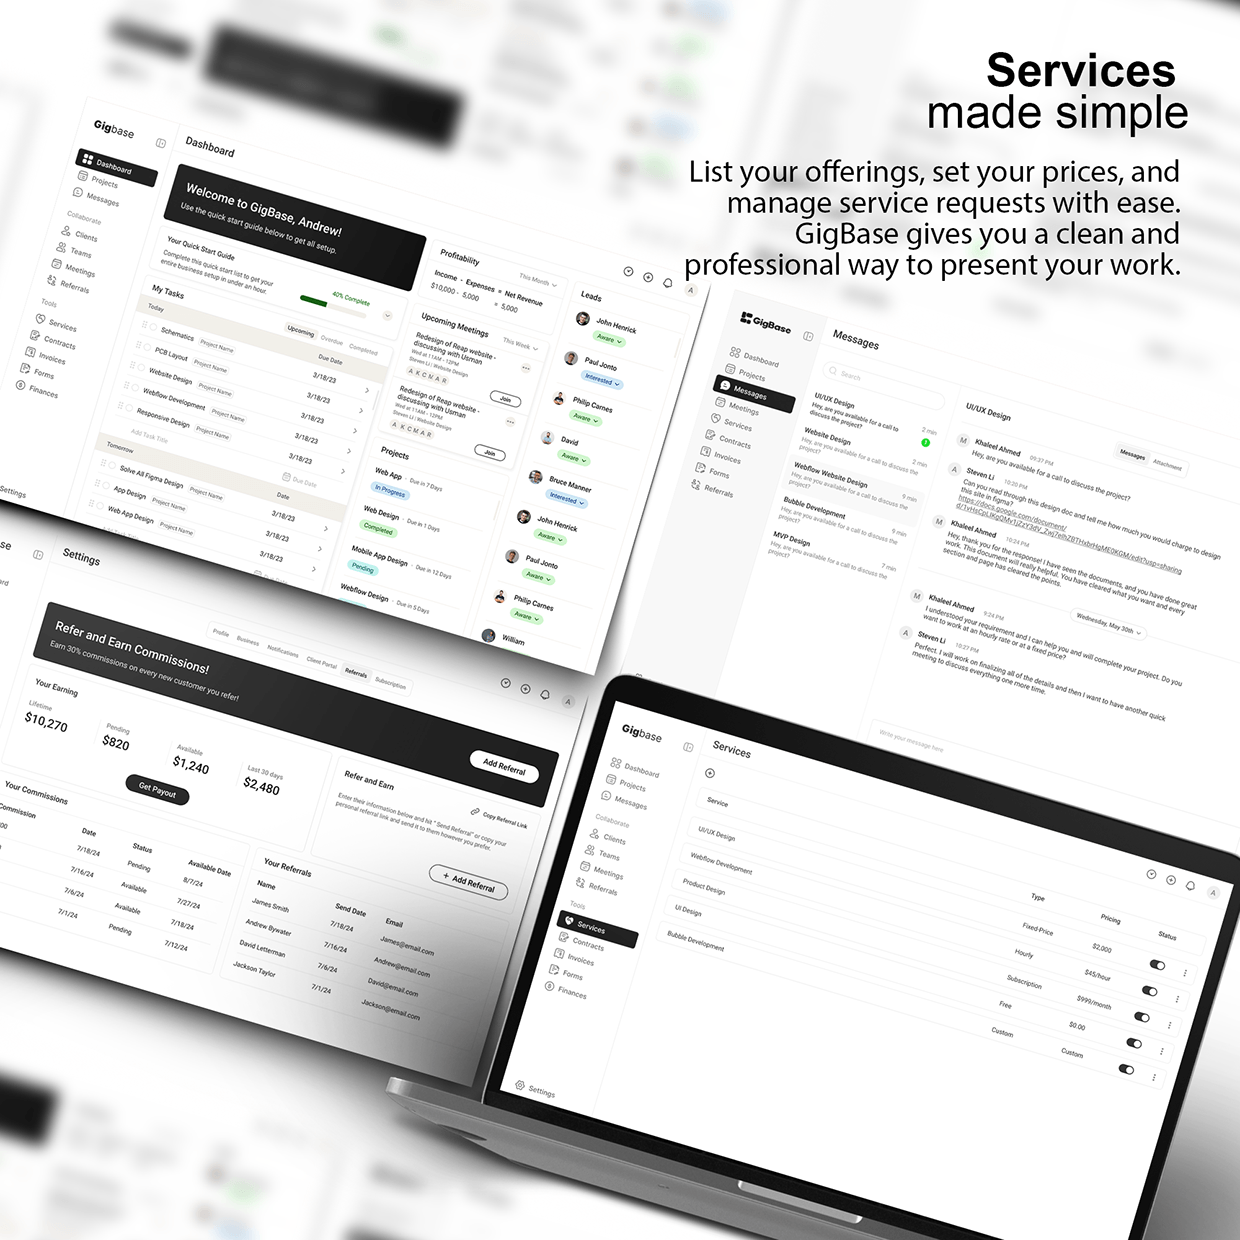 Services
made simple
List your offerings, set your prices, and
manage service requests with ease.
GigBase gives you a clean and
professional way to present your work.
Gigbase
Dashboard
Projects
Messages
Collaborate
Clients
Teams
Meetings
Referrals
Tools
Services
Contracts
Invoices
Forms
Finances
Settings
Dashboard
Welcome to GigBase, Andrew!
Use the quick start guide below to get all setup.
Your Quick Start Guide
Complete this quick start list to get your
entire business setup in under an hour.
40% Complete
My Tasks
Upcoming Overdue Completed
Today
Due Date
Schematics Project Name 3/18/23
PCB Layout Project Name 3/18/23
Website Design Project Name 3/18/23
Webflow Development Project Name 3/18/23
Responsive Design Project Name 3/18/23
Add Task Title
Due Date
Tomorrow
Date
Solve All Figma Design Project Name 3/18/23
App Design Project Name 3/18/23
Web App Design Project Name 3/18/23
Profitability
This Month
Income - Expenses = Net Revenue
$10,000 - 5,000 = 5,000
Upcoming Meetings
This Week
Redesign of Reap website -
discussing with Usman
Wed at 11AM - 12PM
Steven Li | Website Design
A K C M A R
Join
Redesign of Reap website -
discussing with Usman
Wed at 11AM - 12PM
Steven Li | Website Design
A K C M A R
Join
Projects
Web App · Due in 7 Days
In Progress
Web Design · Due in 1 Days
Completed
Mobile App Design · Due in 12 Days
Pending
Webflow Design · Due in 5 Days
A
Leads
John Henrick
Aware
Paul Jonto
Interested
Philip Carnes
Aware
David
Aware
Bruce Manner
Interested
John Henrick
Aware
Paul Jonto
Aware
Philip Carnes
Aware
William
GigBase
Dashboard
Projects
Messages
Meetings
Services
Contracts
Invoices
Forms
Referrals
Messages
Search
UI/UX Design 2 min
Hey, are you available for a call to
discuss the project?
Website Design 2 min
Hey, are you available for a call to discuss the
project?
Webflow Website Design 9 min
Hey, are you available for a call to discuss the
project?
Bubble Development 9 min
Hey, are you available for a call to discuss the
project?
MVP Design 2 min
Hey, are you available for a call to discuss the
project?
UI/UX Design
Messages Attachment
M Khaleel Ahmed 09:37 PM
Hey, are you available for a call to discuss the project?
A Steven Li 10:20 PM
Can you read through this design doc and tell me how much you would charge to design
this site in figma?
https://docs.google.com/document/
M Khaleel Ahmed 10:24 PM
Hey, thank you for the response! I have seen the documents, and you have done great
work. This document will really helpful. You have cleared what you want and every
section and page has cleared the points.
Wednesday, May 30th
M Khaleel Ahmed 9:24 PM
I understood your requirement and I can help you and will complete your project. Do you
want to work at an hourly rate or at a fixed price?
A Steven Li 10:27 PM
Perfect. I will work on finalizing all of the details and then I want to have another quick
meeting to discuss everything one more time.
Write your message here
Settings
Profile Business Notifications Client Portal Referrals Subscription
A
Refer and Earn Commissions!
Earn 30% commissions on every new customer you refer!
Add Referral
Your Earning
Lifetime
$10,270
Pending
$820
Available
$1,240
Last 30 days
$2,480
Get Payout
Refer and Earn
Enter their information below and hit "Send Referral" or copy your
personal referral link and send it to them however you prefer.
Copy Referral Link
+ Add Referral
Your Commissions
Date Status Available Date
7/18/24 Pending 8/7/24
7/16/24 Available 7/27/24
7/6/24 Available 7/18/24
7/1/24 Pending 7/12/24
Your Referrals
Name Send Date Email
James Smith 7/18/24 James@email.com
Andrew Bywater 7/16/24 Andrew@email.com
David Letterman 7/6/24 David@email.com
Jackson Taylor 7/1/24 Jackson@email.com
Gigbase
Dashboard
Projects
Messages
Collaborate
Clients
Teams
Meetings
Referrals
Tools
Services
Contracts
Invoices
Forms
Finances
Settings
Services
A
Service Type Pricing Status
UI/UX Design Fixed-Price $2,000
Webflow Development Hourly $45/hour
Product Design Subscription $999/month
UI Design Free $0.00
Bubble Development Custom Custom